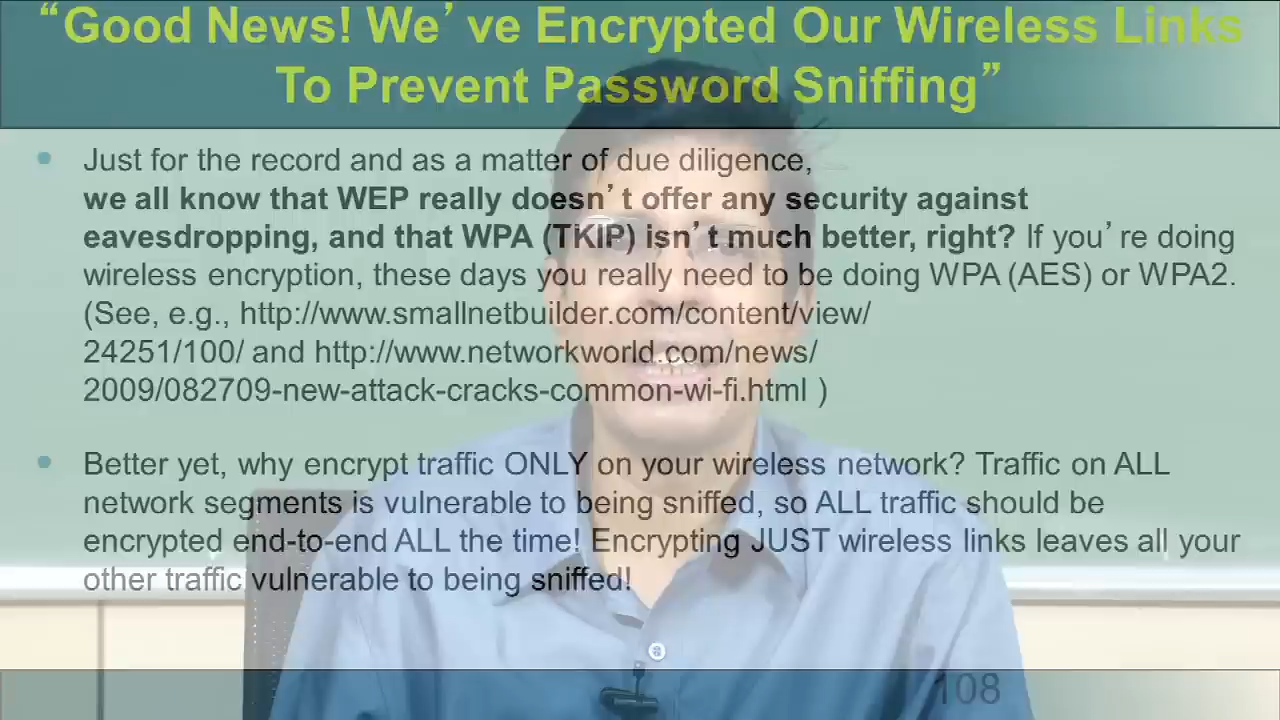 “Good News! We’ve Encrypted Our Wireless Links
To Prevent Password Sniffing”
• Just for the record and as a matter of due diligence,
we all know that WEP really doesn’t offer any security against
eavesdropping, and that WPA (TKIP) isn’t much better, right? If you’re doing
wireless encryption, these days you really need to be doing WPA (AES) or WPA2.
(See, e.g., http://www.smallnetbuilder.com/content/view/
24251/100/ and http://www.networkworld.com/news/
2009/082709-new-attack-cracks-common-wi-fi.html )
• Better yet, why encrypt traffic ONLY on your wireless network? Traffic on ALL
network segments is vulnerable to being sniffed, so ALL traffic should be
encrypted end-to-end ALL the time! Encrypting JUST wireless links leaves all your
other traffic vulnerable to being sniffed!
108